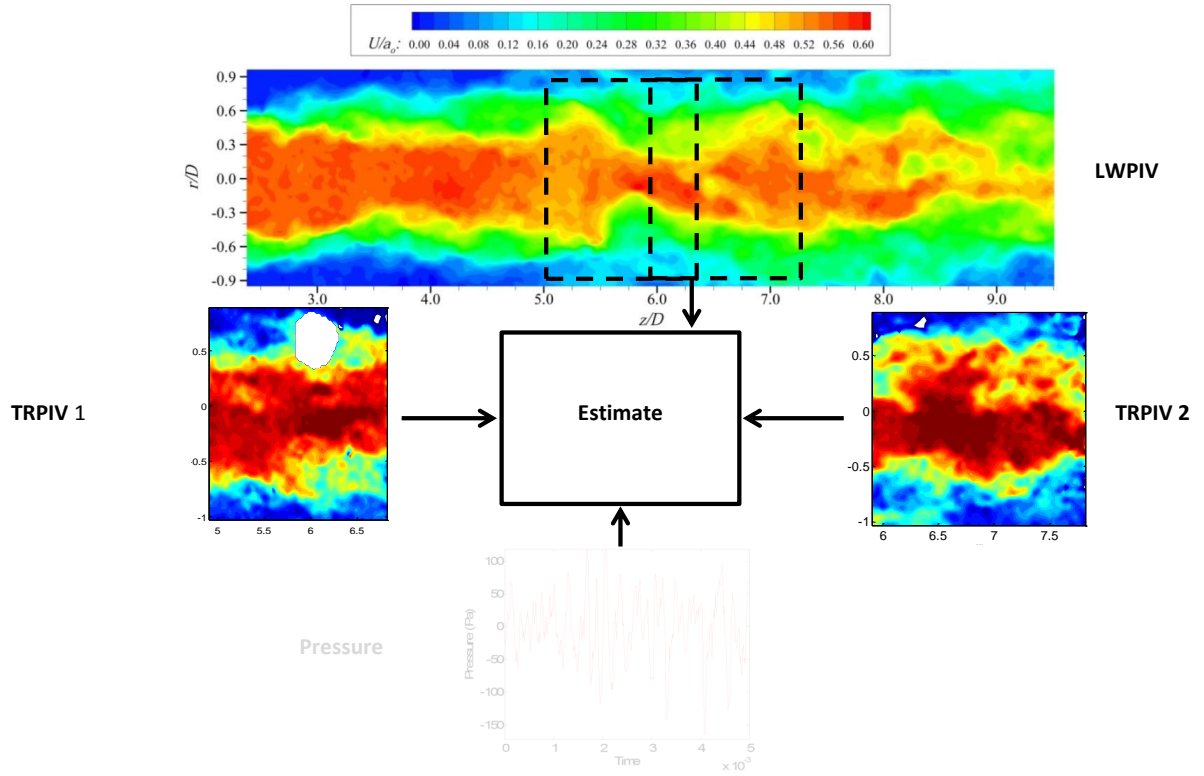 U/a₀: 0.00 0.04 0.08 0.12 0.16 0.20 0.24 0.28 0.32 0.36 0.40 0.44 0.48 0.52 0.56 0.60
0.9
0.6
0.3
0.0
-0.3
-0.6
-0.9
r/D
3.0 4.0 5.0 6.0 7.0 8.0 9.0
z/D
LWPIV
TRPIV 1
0.5
0
-0.5
-1
5 5.5 6 6.5
Estimate
0.5
0
-0.5
-1
6 6.5 7 7.5
TRPIV 2
Pressure
Pressure (Pa)
100
50
0
-50
-100
-150
0 1 2 3 4 5
Time
x 10⁻³